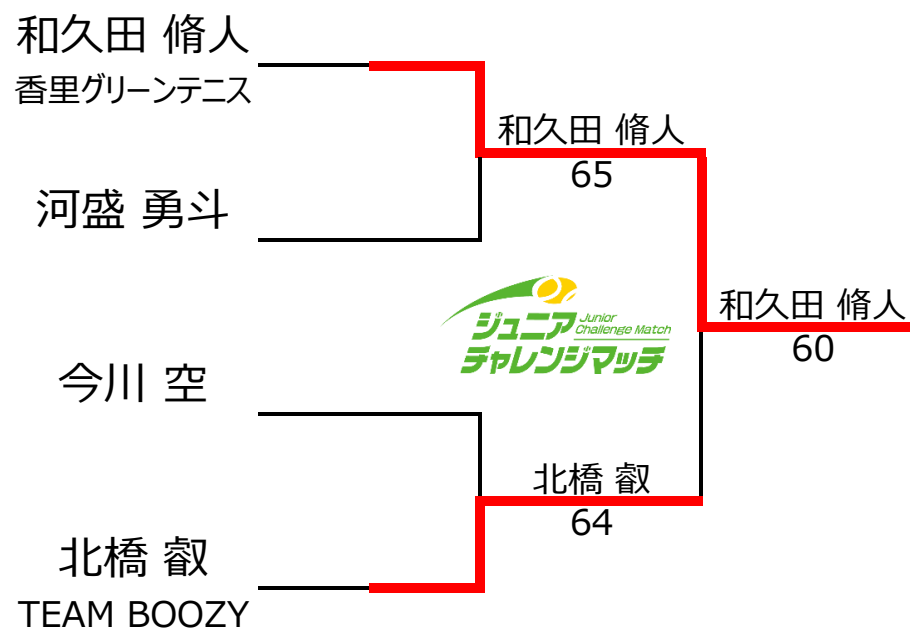 和久田 脩人
香里グリーンテニス
和久田 脩人
65
河盛 勇斗
ジュニア Junior Challenge Match
チャレンジマッチ
和久田 脩人
60
今川 空
北橋 叡
64
北橋 叡
TEAM BOOZY